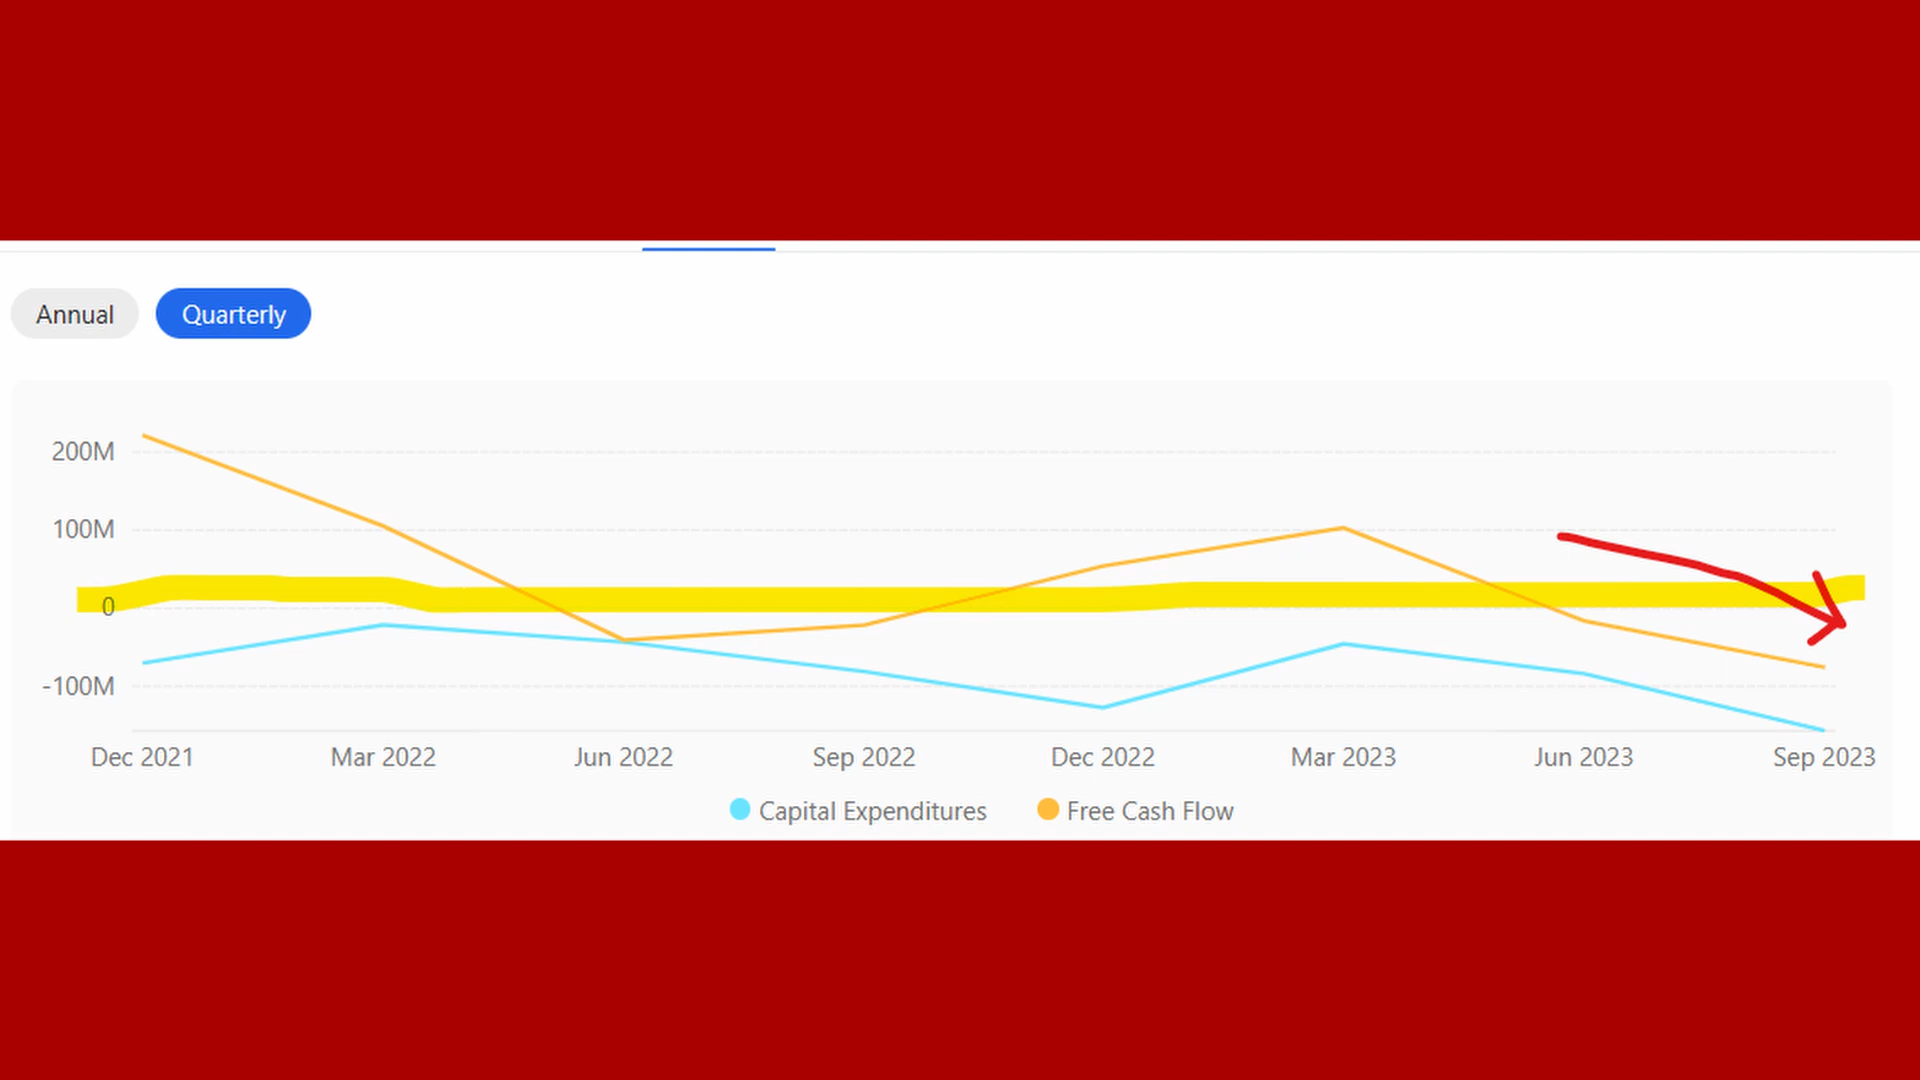 Annual Quarterly
200M
100M
0
-100M
Dec 2021 Mar 2022 Jun 2022 Sep 2022 Dec 2022 Mar 2023 Jun 2023 Sep 2023
Capital Expenditures Free Cash Flow